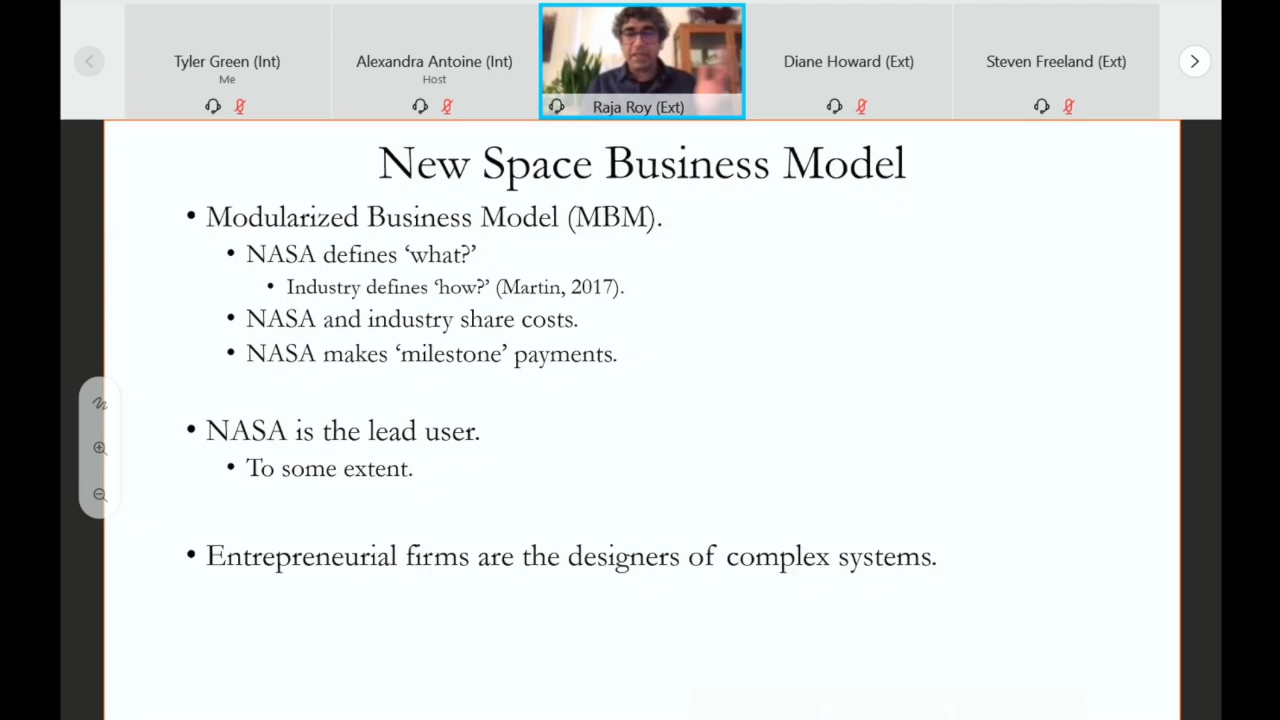 Tyler Green (Int)
Me
Alexandra Antoine (Int)
Host
Raja Roy (Ext)
Diane Howard (Ext)
Steven Freeland (Ext)
New Space Business Model
• Modularized Business Model (MBM).
• NASA defines ‘what?’
• Industry defines ‘how?’ (Martin, 2017).
• NASA and industry share costs.
• NASA makes ‘milestone’ payments.
• NASA is the lead user.
• To some extent.
• Entrepreneurial firms are the designers of complex systems.